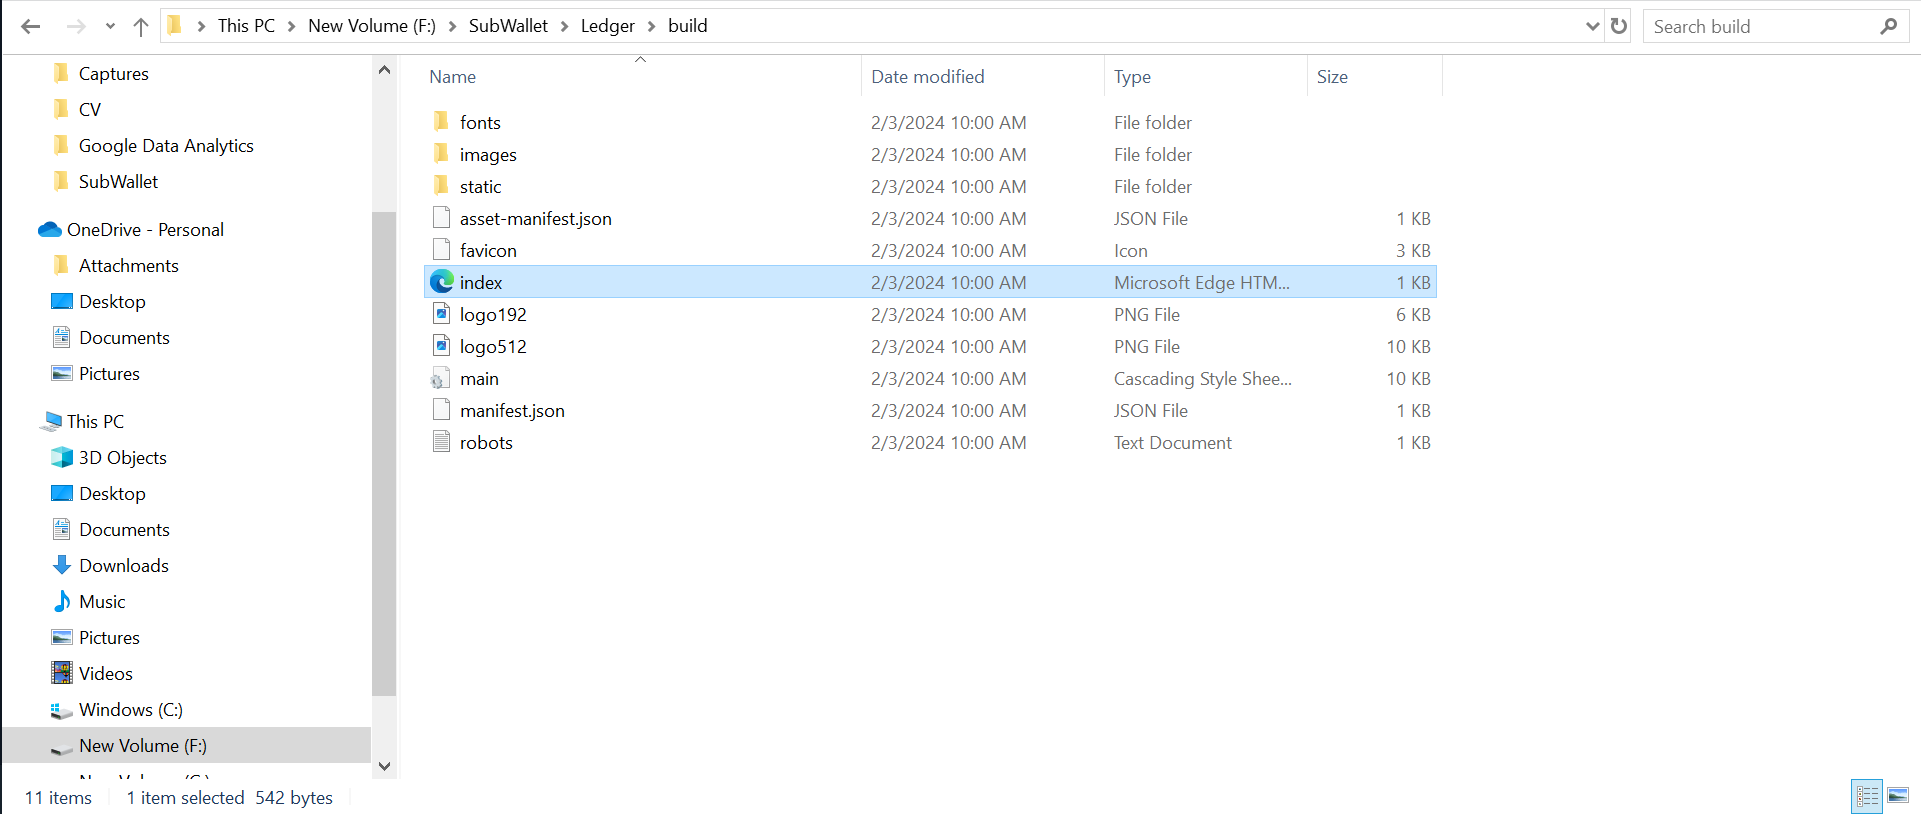 This PC > New Volume (F:) > SubWallet > Ledger > build
Search build
Captures
CV
Google Data Analytics
SubWallet
OneDrive - Personal
Attachments
Desktop
Documents
Pictures
This PC
3D Objects
Desktop
Documents
Downloads
Music
Pictures
Videos
Windows (C:)
New Volume (F:)
Name Date modified Type Size
fonts 2/3/2024 10:00 AM File folder
images 2/3/2024 10:00 AM File folder
static 2/3/2024 10:00 AM File folder
asset-manifest.json 2/3/2024 10:00 AM JSON File 1 KB
favicon 2/3/2024 10:00 AM Icon 3 KB
index 2/3/2024 10:00 AM Microsoft Edge HTM... 1 KB
logo192 2/3/2024 10:00 AM PNG File 6 KB
logo512 2/3/2024 10:00 AM PNG File 10 KB
main 2/3/2024 10:00 AM Cascading Style Shee... 10 KB
manifest.json 2/3/2024 10:00 AM JSON File 1 KB
robots 2/3/2024 10:00 AM Text Document 1 KB
11 items 1 item selected 542 bytes